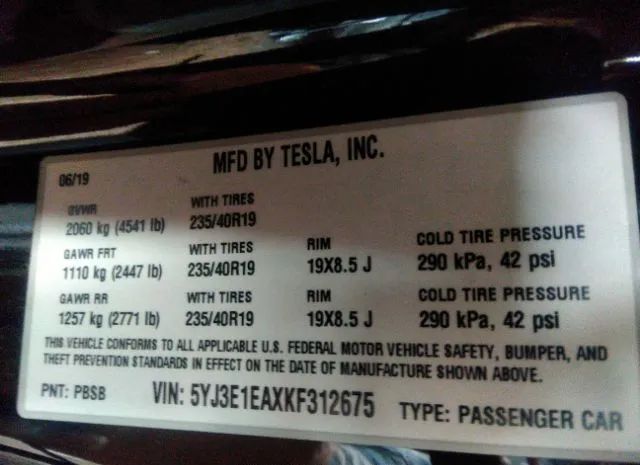 MFD BY TESLA, INC.
06/19
GVWR WITH TIRES
2060 kg (4541 lb) 235/40R19
GAWR FRT WITH TIRES RIM COLD TIRE PRESSURE
1110 kg (2447 lb) 235/40R19 19X8.5 J 290 kPa, 42 psi
GAWR RR WITH TIRES RIM COLD TIRE PRESSURE
1257 kg (2771 lb) 235/40R19 19X8.5 J 290 kPa, 42 psi
THIS VEHICLE CONFORMS TO ALL APPLICABLE U.S. FEDERAL MOTOR VEHICLE SAFETY, BUMPER, AND
THEFT PREVENTION STANDARDS IN EFFECT ON THE DATE OF MANUFACTURE SHOWN ABOVE.
PNT: PBSB VIN: 5YJ3E1EAXKF312675 TYPE: PASSENGER CAR